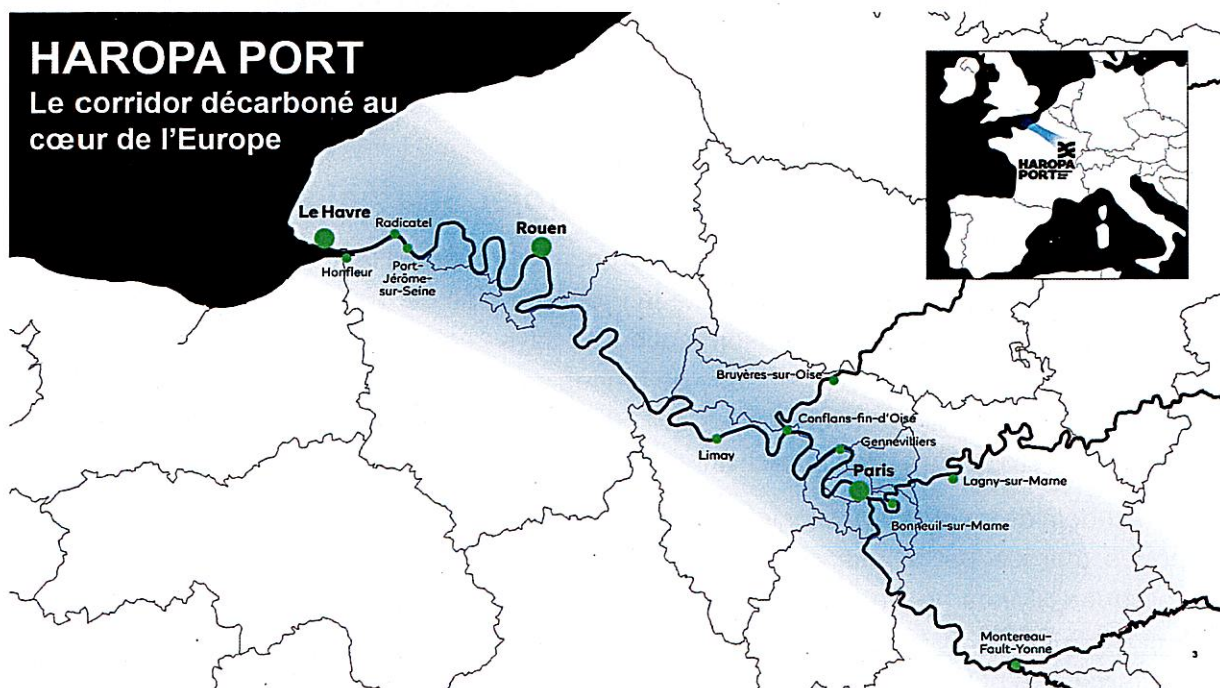 HAROPA PORT
Le corridor décarboné au
cœur de l'Europe
HAROPA
PORT
Le Havre
Radicatel
Rouen
Honfleur
Port-
Jérôme-
sur-Seine
Bruyères-sur-Oise
Conflans-fin-d'Oise
Gennevilliers
Limay
Paris
Lagny-sur-Marne
Bonneuil-sur-Marne
Montereau-
Fault-Yonne
3